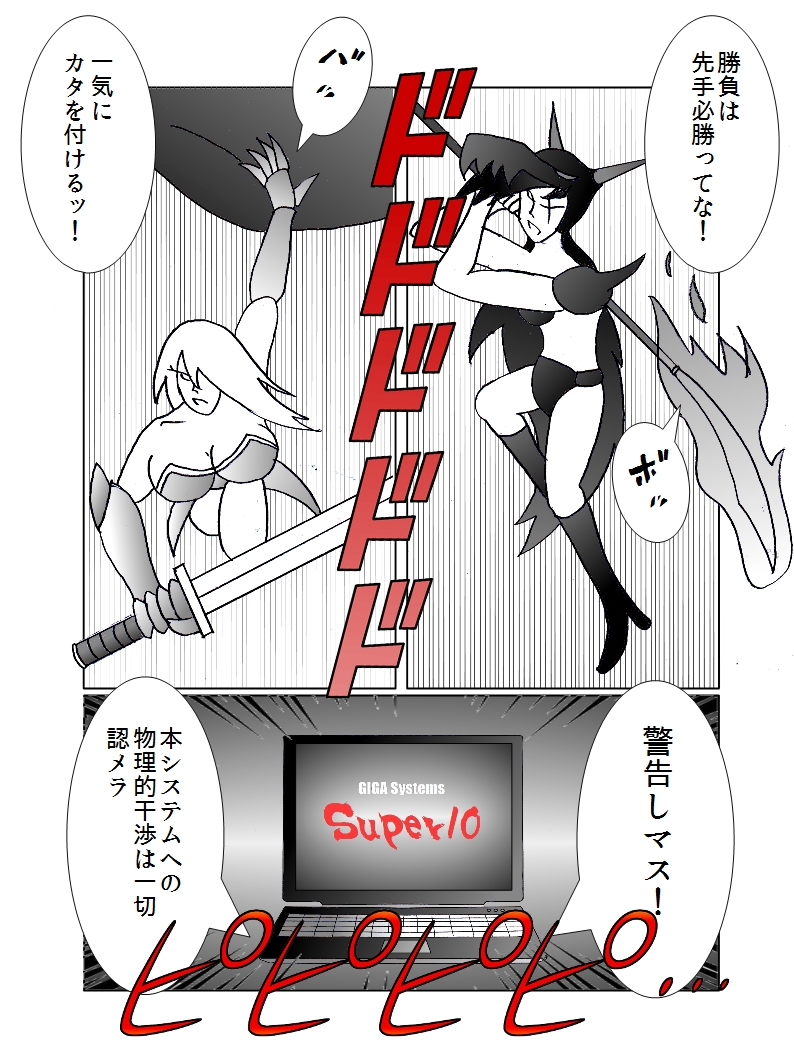 勝負は
先手必勝ってな!
ボッ
ドドドドド
バッ
一気に
カタを付けるッ!
警告しマス!
GIGA Systems
Super10
本システムへの
物理的干渉は一切
認メラ
ピピピピ...